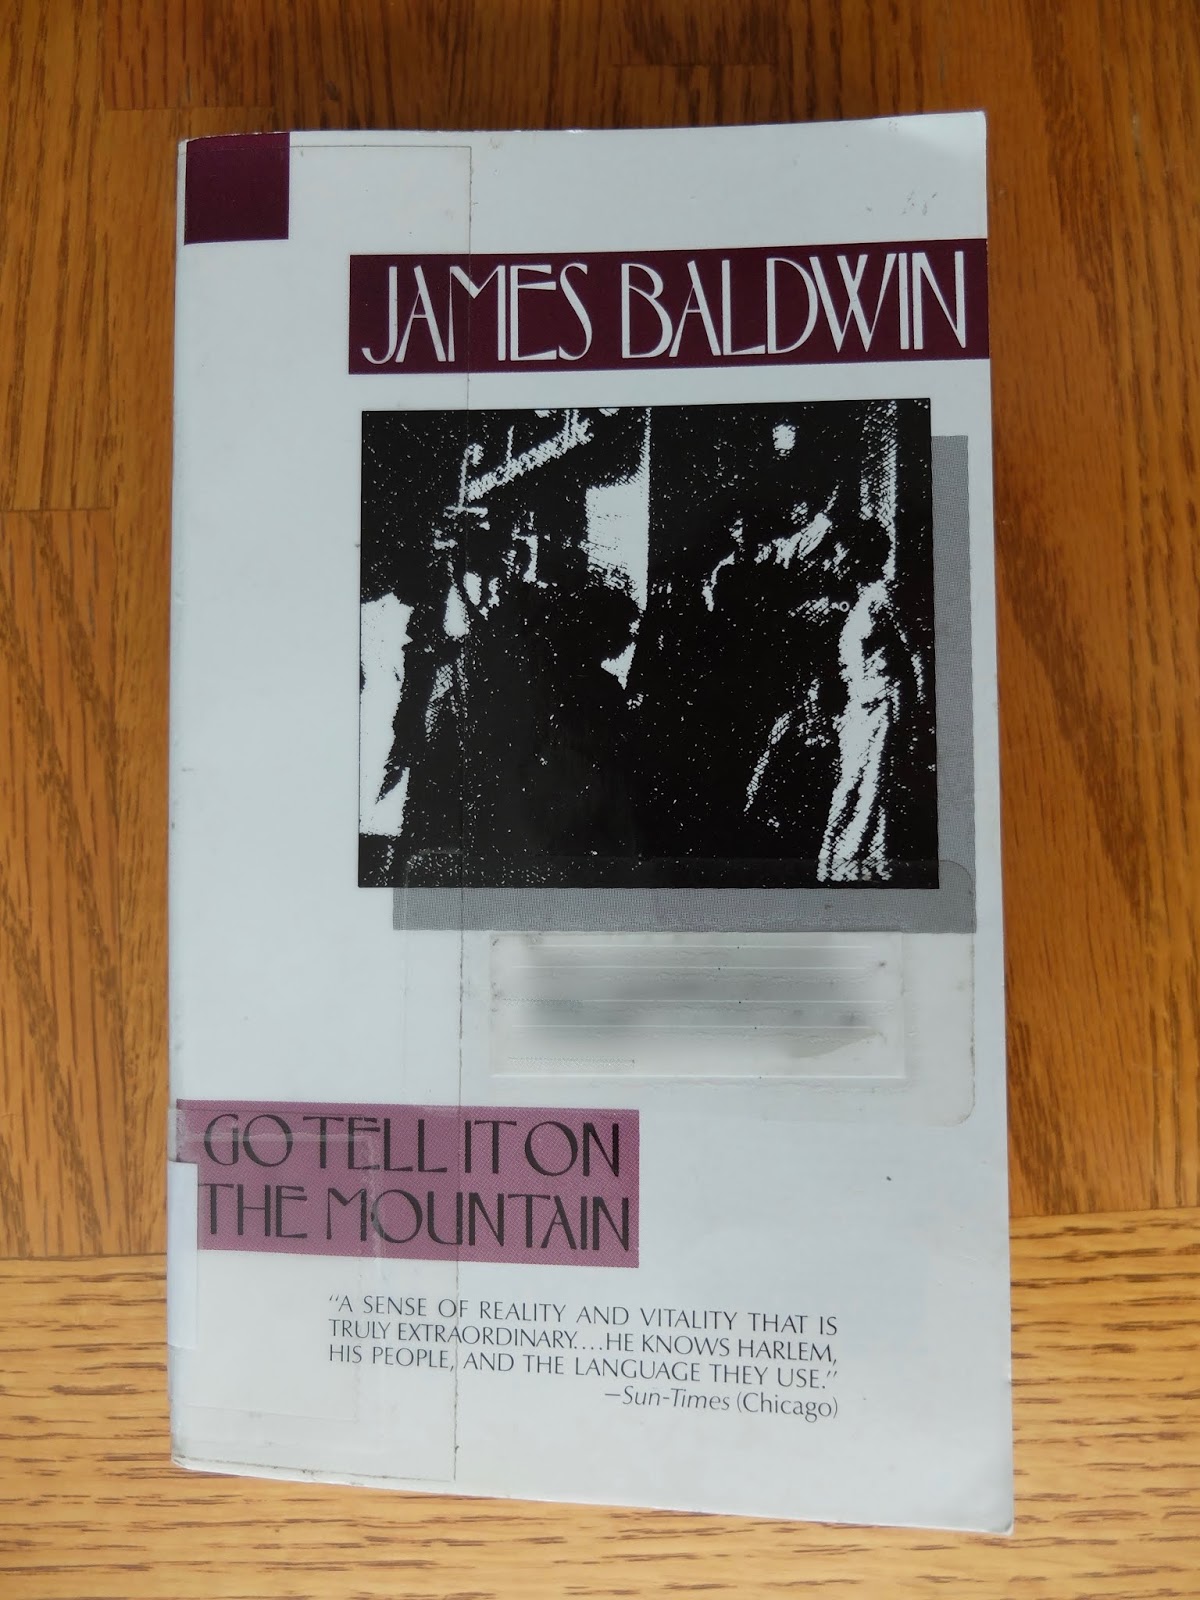 JAMES BALDWIN
GO TELL IT ON
THE MOUNTAIN
"A SENSE OF REALITY AND VITALITY THAT IS
TRULY EXTRAORDINARY....HE KNOWS HARLEM,
HIS PEOPLE, AND THE LANGUAGE THEY USE."
—Sun-Times (Chicago)